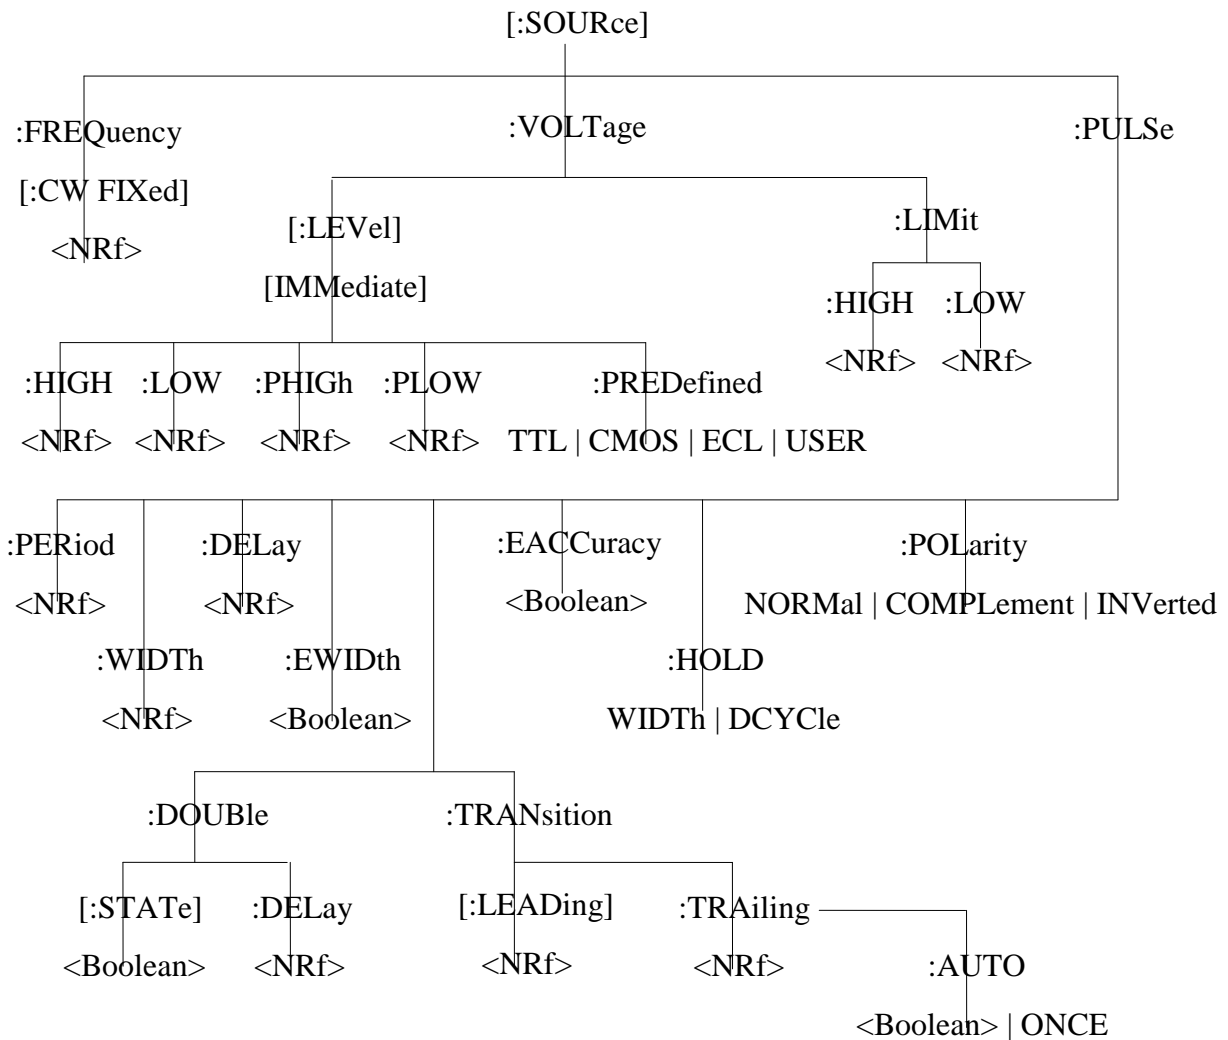 [:SOURce]
:FREQuency :VOLTage :PULSe
[:CW FIXed]
[:LEVel] :LIMit
<NRf>
[IMMediate]
:HIGH :LOW
<NRf> <NRf>
:HIGH :LOW :PHIGh :PLOW :PREDefined
<NRf> <NRf> <NRf> <NRf> TTL | CMOS | ECL | USER
:PERiod :DELay :EACCuracy :POLarity
<NRf> <NRf> <Boolean> NORMal | COMPLement | INVerted
:WIDTh :EWIDth :HOLD
<NRf> <Boolean> WIDTh | DCYCle
:DOUBle :TRANsition
[:STATe] :DELay [:LEADing] :TRAiling
<Boolean> <NRf> <NRf> <NRf> :AUTO
<Boolean> | ONCE